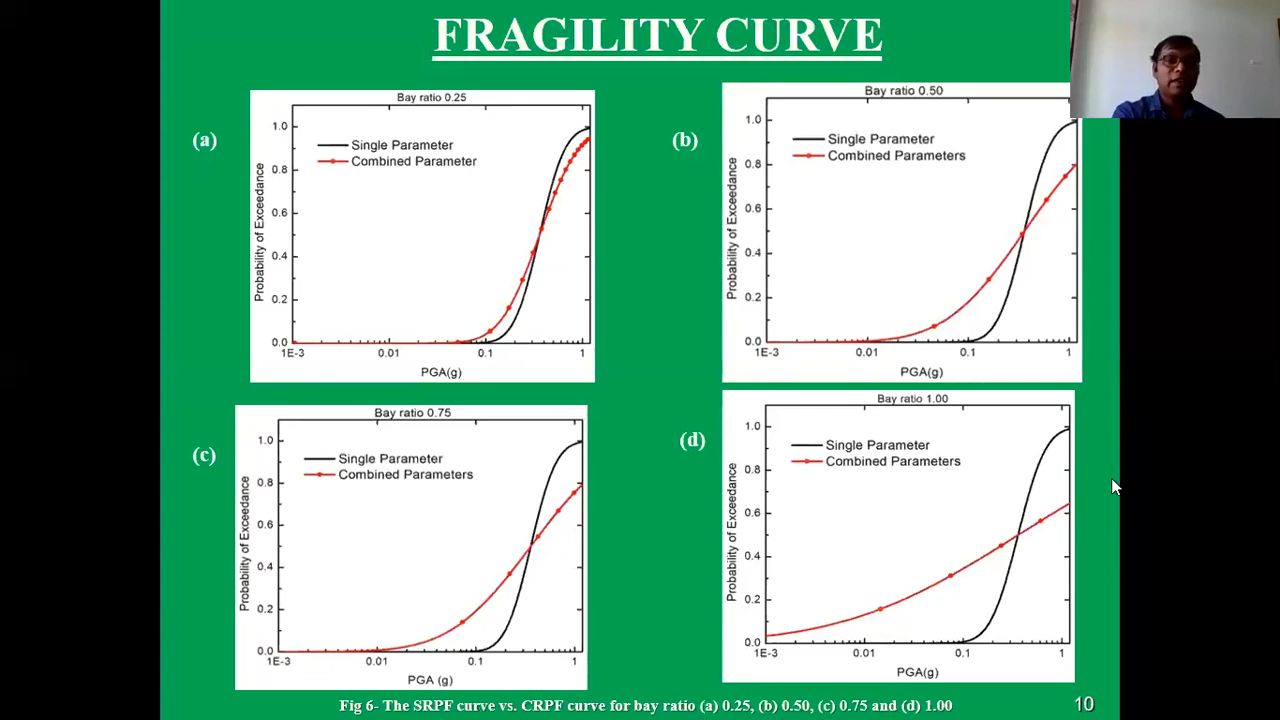 FRAGILITY CURVE
(a)
Bay ratio 0.25
Single Parameter
Combined Parameter
Probability of Exceedance
1.0
0.8
0.6
0.4
0.2
0.0
1E-3 0.01 0.1 1
PGA(g)
(b)
Bay ratio 0.50
Single Parameter
Combined Parameters
Probability of Exceedance
1.0
0.8
0.6
0.4
0.2
0.0
1E-3 0.01 0.1 1
PGA(g)
(c)
Bay ratio 0.75
Single Parameter
Combined Parameters
Probability of Exceedance
1.0
0.8
0.6
0.4
0.2
0.0
1E-3 0.01 0.1 1
PGA (g)
(d)
Bay ratio 1.00
Single Parameter
Combined Parameters
Probability of Exceedance
1.0
0.8
0.6
0.4
0.2
0.0
1E-3 0.01 0.1 1
PGA(g)
Fig 6- The SRPF curve vs. CRPF curve for bay ratio (a) 0.25, (b) 0.50, (c) 0.75 and (d) 1.00
10